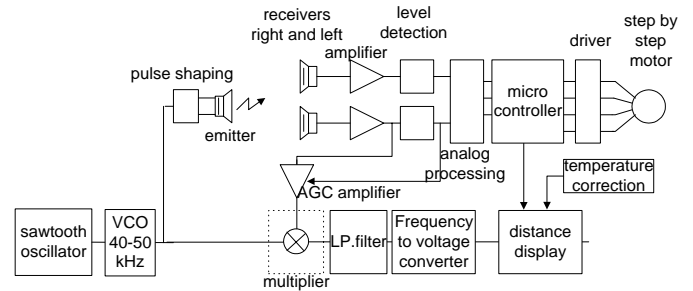 receivers
right and left
amplifier
level
detection
step by
step
motor
driver
pulse shaping
emitter
micro
controller
analog
processing
AGC amplifier
temperature
correction
sawtooth
oscillator
VCO
40-50
kHz
multiplier
LP.filter
Frequency
to voltage
converter
distance
display